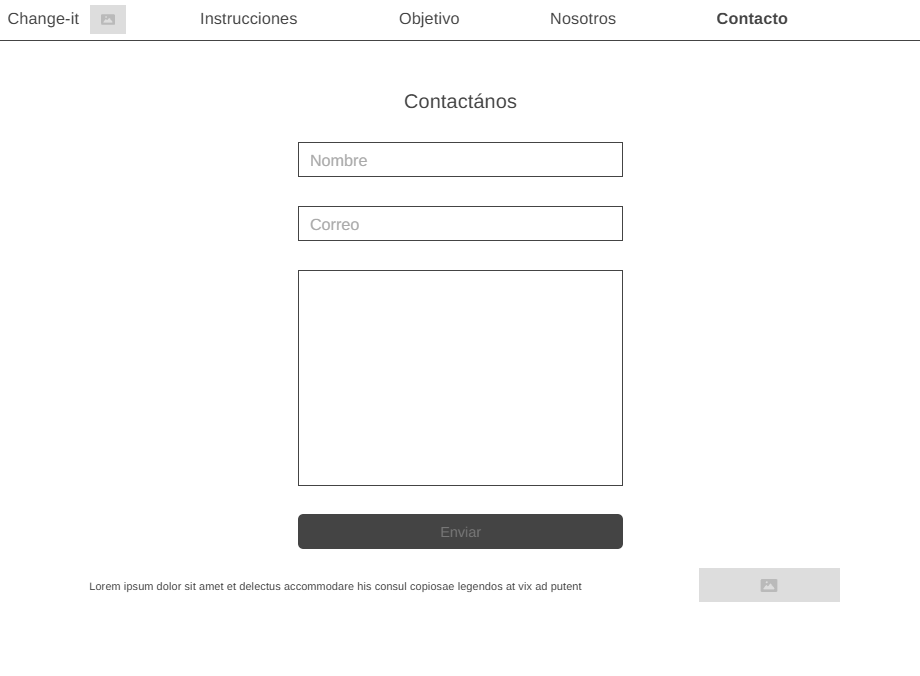 Change-it Instrucciones Objetivo Nosotros Contacto
Contactános
Nombre
Correo
Enviar
Lorem ipsum dolor sit amet et delectus accommodare his consul copiosae legendos at vix ad putent